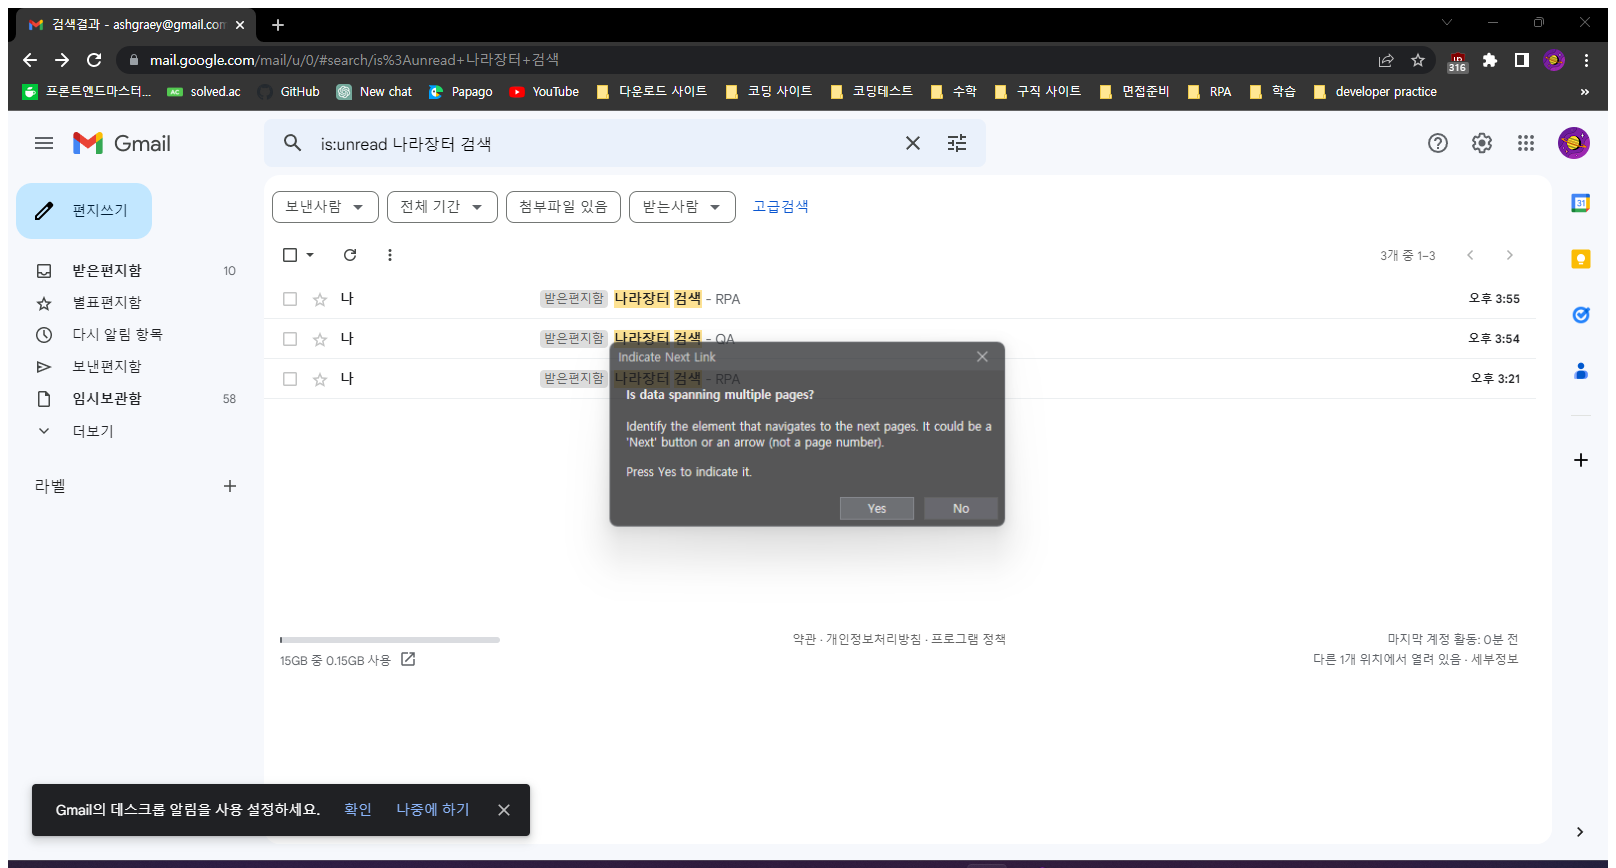 검색결과 - ashgraey@gmail.com
mail.google.com/mail/u/0/#search/is%3Aunread+나라장터+검색
316
프론트엔드마스터... solved.ac GitHub New chat Papago YouTube 다운로드 사이트 코딩 사이트 코딩테스트 수학 구직 사이트 면접준비 RPA 학습 developer practice »
Gmail
is:unread 나라장터 검색
편지쓰기
보낸사람 전체 기간 첨부파일 있음 받는사람 고급검색
3개 중 1–3
받은편지함 10
별표편지함
다시 알림 항목
보낸편지함
임시보관함 58
더보기
라벨
나 받은편지함 나라장터 검색 - RPA 오후 3:55
나 받은편지함 나라장터 검색 - QA 오후 3:54
나 받은편지함 나라장터 검색 - RPA 오후 3:21
Indicate Next Link
Is data spanning multiple pages?
Identify the element that navigates to the next pages. It could be a
'Next' button or an arrow (not a page number).
Press Yes to indicate it.
Yes No
15GB 중 0.15GB 사용
약관 · 개인정보처리방침 · 프로그램 정책
마지막 계정 활동: 0분 전
다른 1개 위치에서 열려 있음 · 세부정보
31
Gmail의 데스크톱 알림을 사용 설정하세요. 확인 나중에 하기